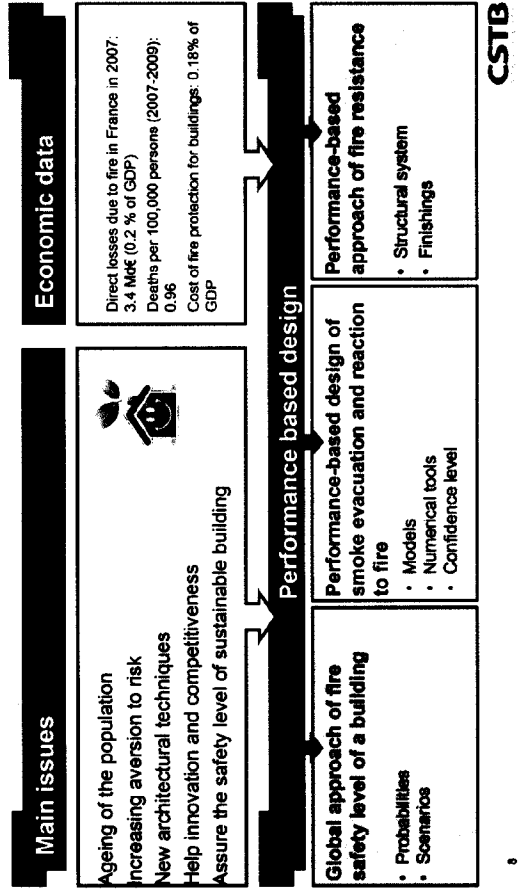 Main issues
Ageing of the population
Increasing aversion to risk
New architectural techniques
Help innovation and competitiveness
Assure the safety level of sustainable building
Economic data
Direct losses due to fire in France in 2007:
3.4 Md€ (0.2 % of GDP)
Deaths per 100,000 persons (2007-2009):
0.96
Cost of fire protection for buildings: 0.18% of
GDP
Performance based design
Global approach of fire
safety level of a building
• Probabilities
• Scenarios
Performance-based design of
smoke evacuation and reaction
to fire
• Models
• Numerical tools
• Confidence level
Performance-based
approach of fire resistance
• Structural system
• Finishings
8
CSTB